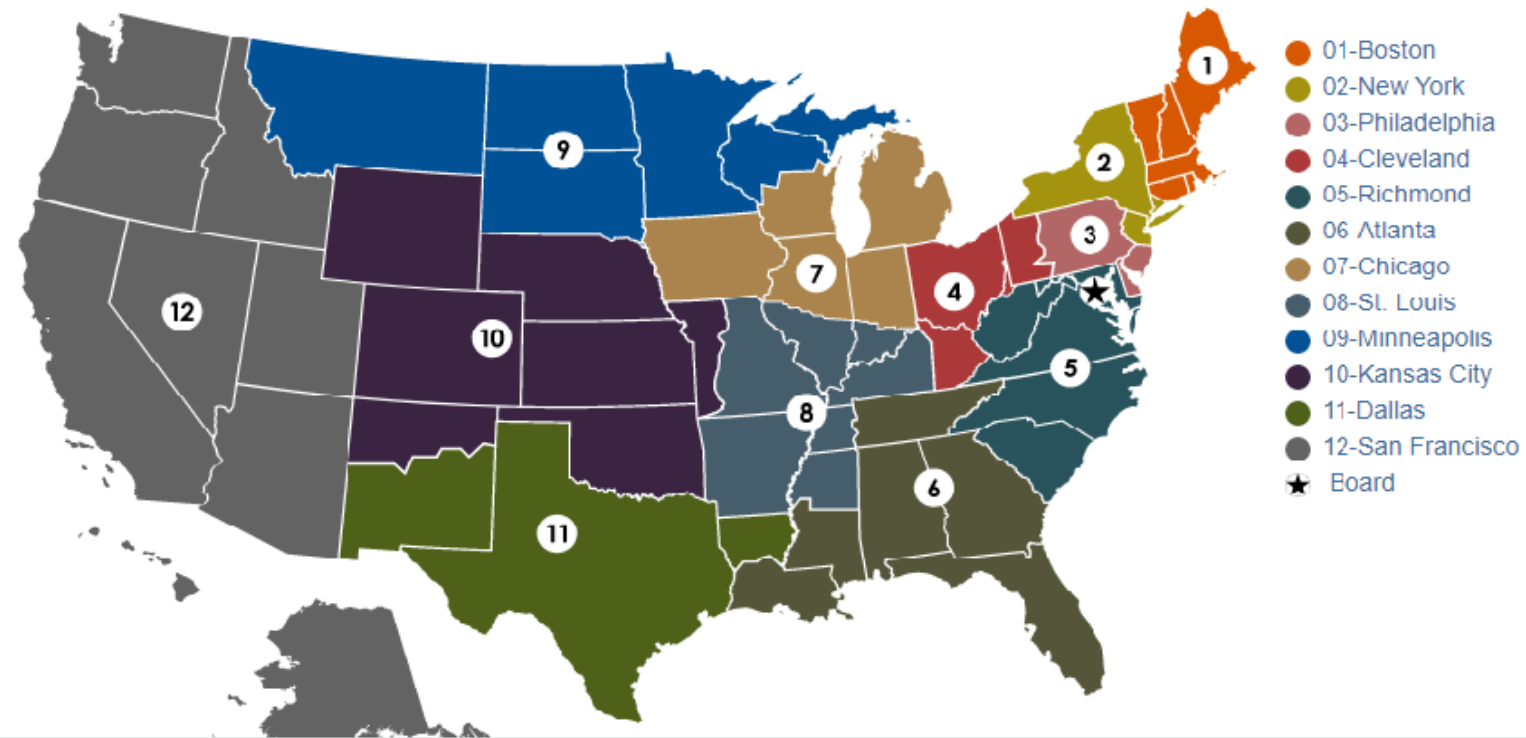 1
2
9
3
7
4
12
10
5
8
6
11
01-Boston
02-New York
03-Philadelphia
04-Cleveland
05-Richmond
06 Atlanta
07-Chicago
08-St. Louis
09-Minneapolis
10-Kansas City
11-Dallas
12-San Francisco
Board